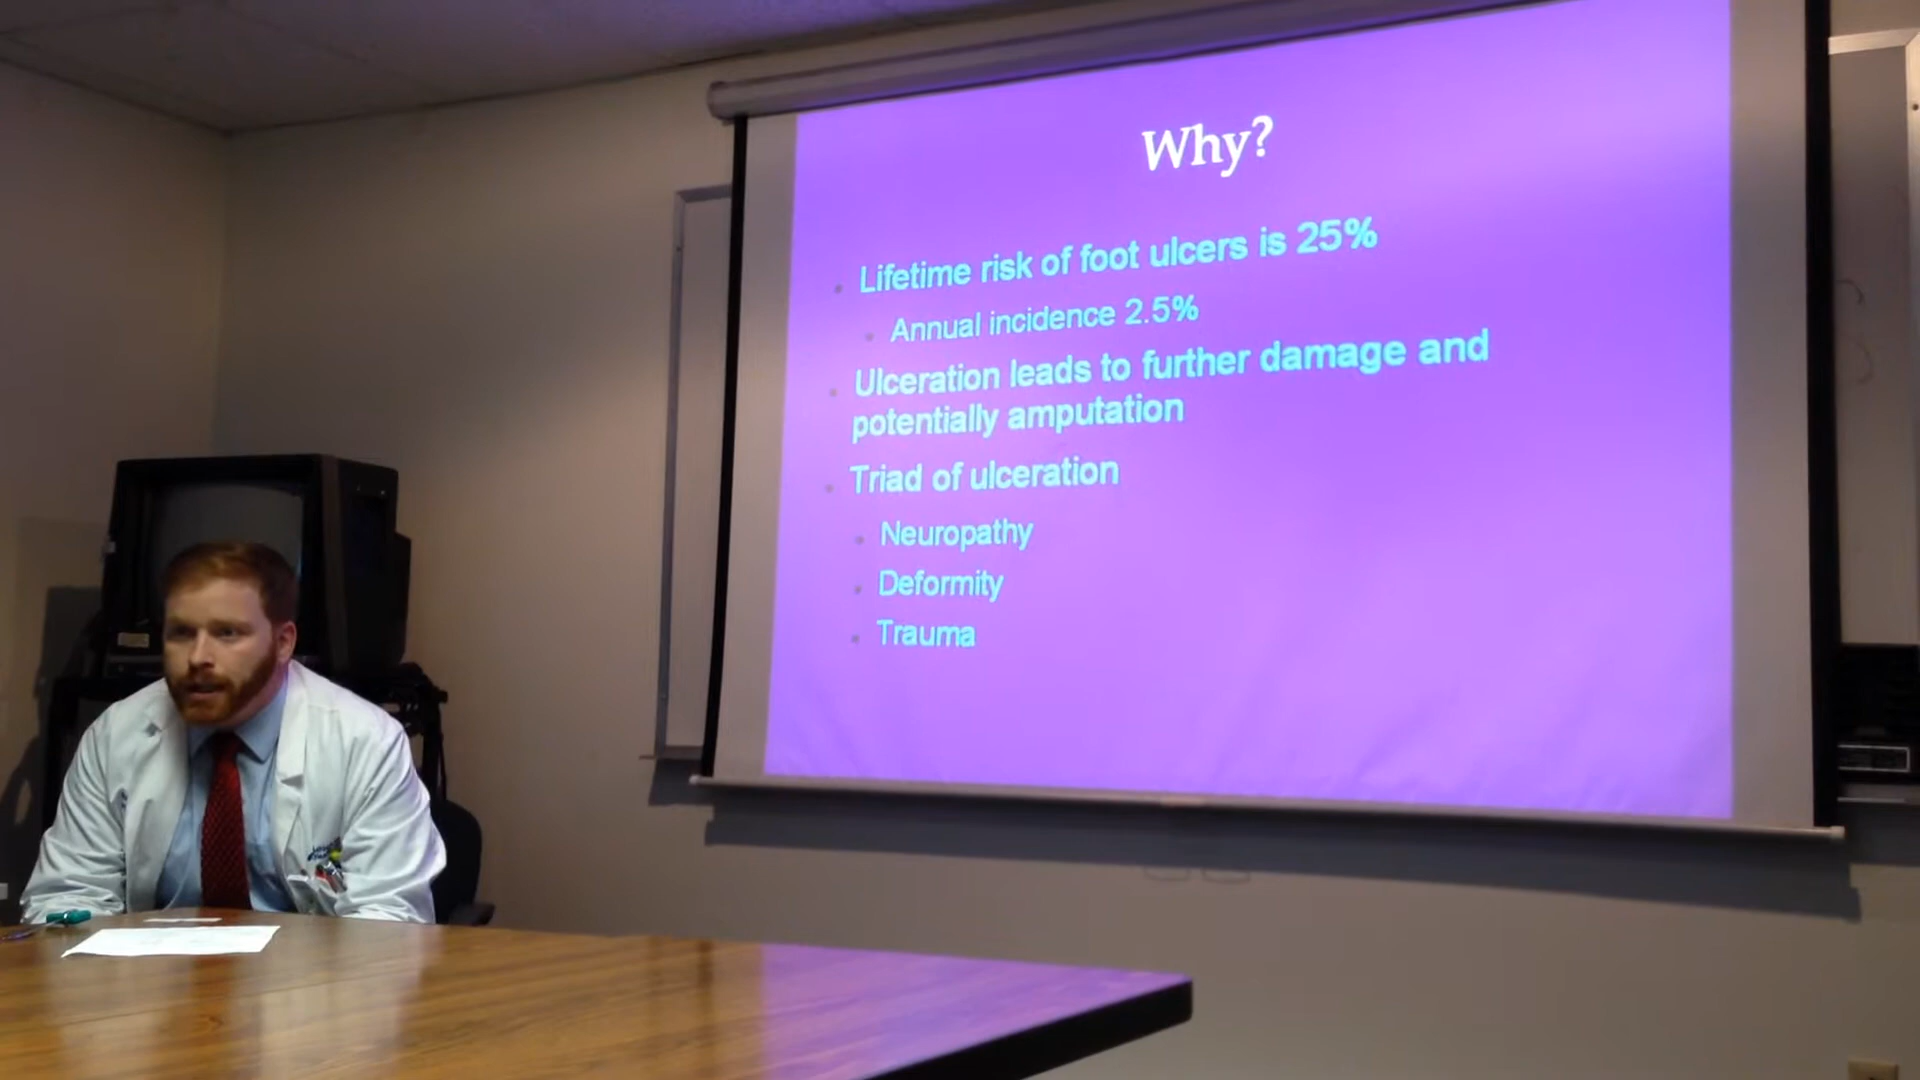 Why?
Lifetime risk of foot ulcers is 25%
Annual incidence 2.5%
Ulceration leads to further damage and
potentially amputation
Triad of ulceration
Neuropathy
Deformity
Trauma